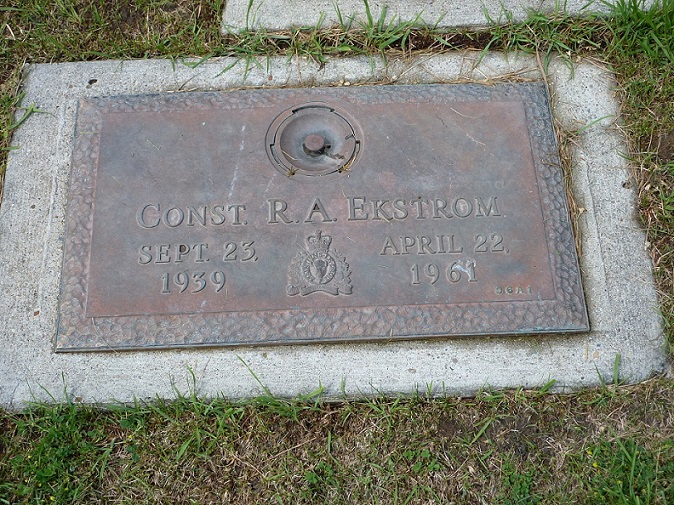 CONST. R. A. EKSTROM
SEPT. 23, APRIL 22,
1939 1961